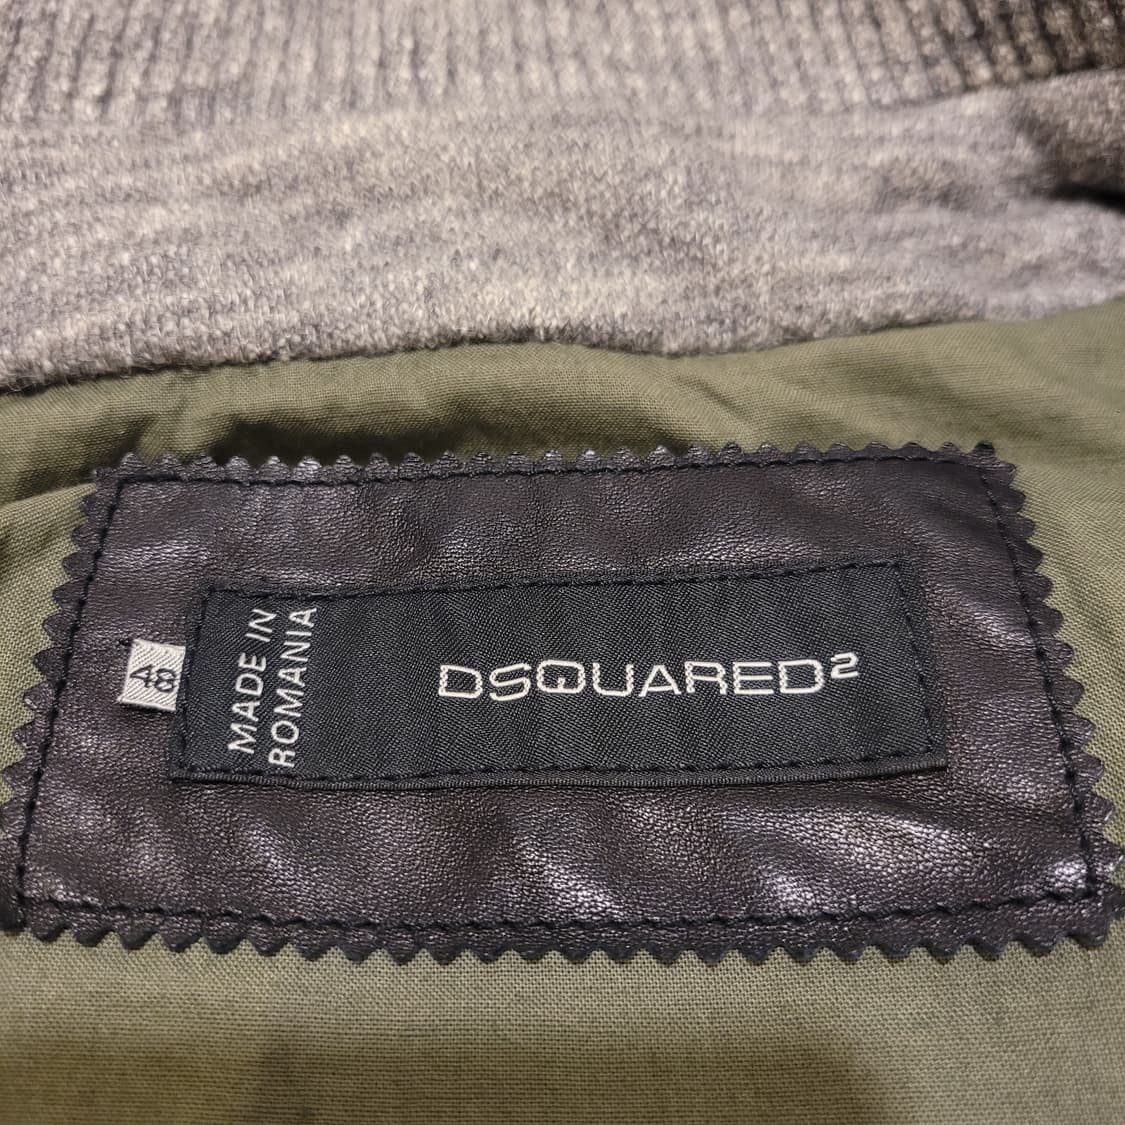 48
MADE IN
ROMANIA
DSQUARED²